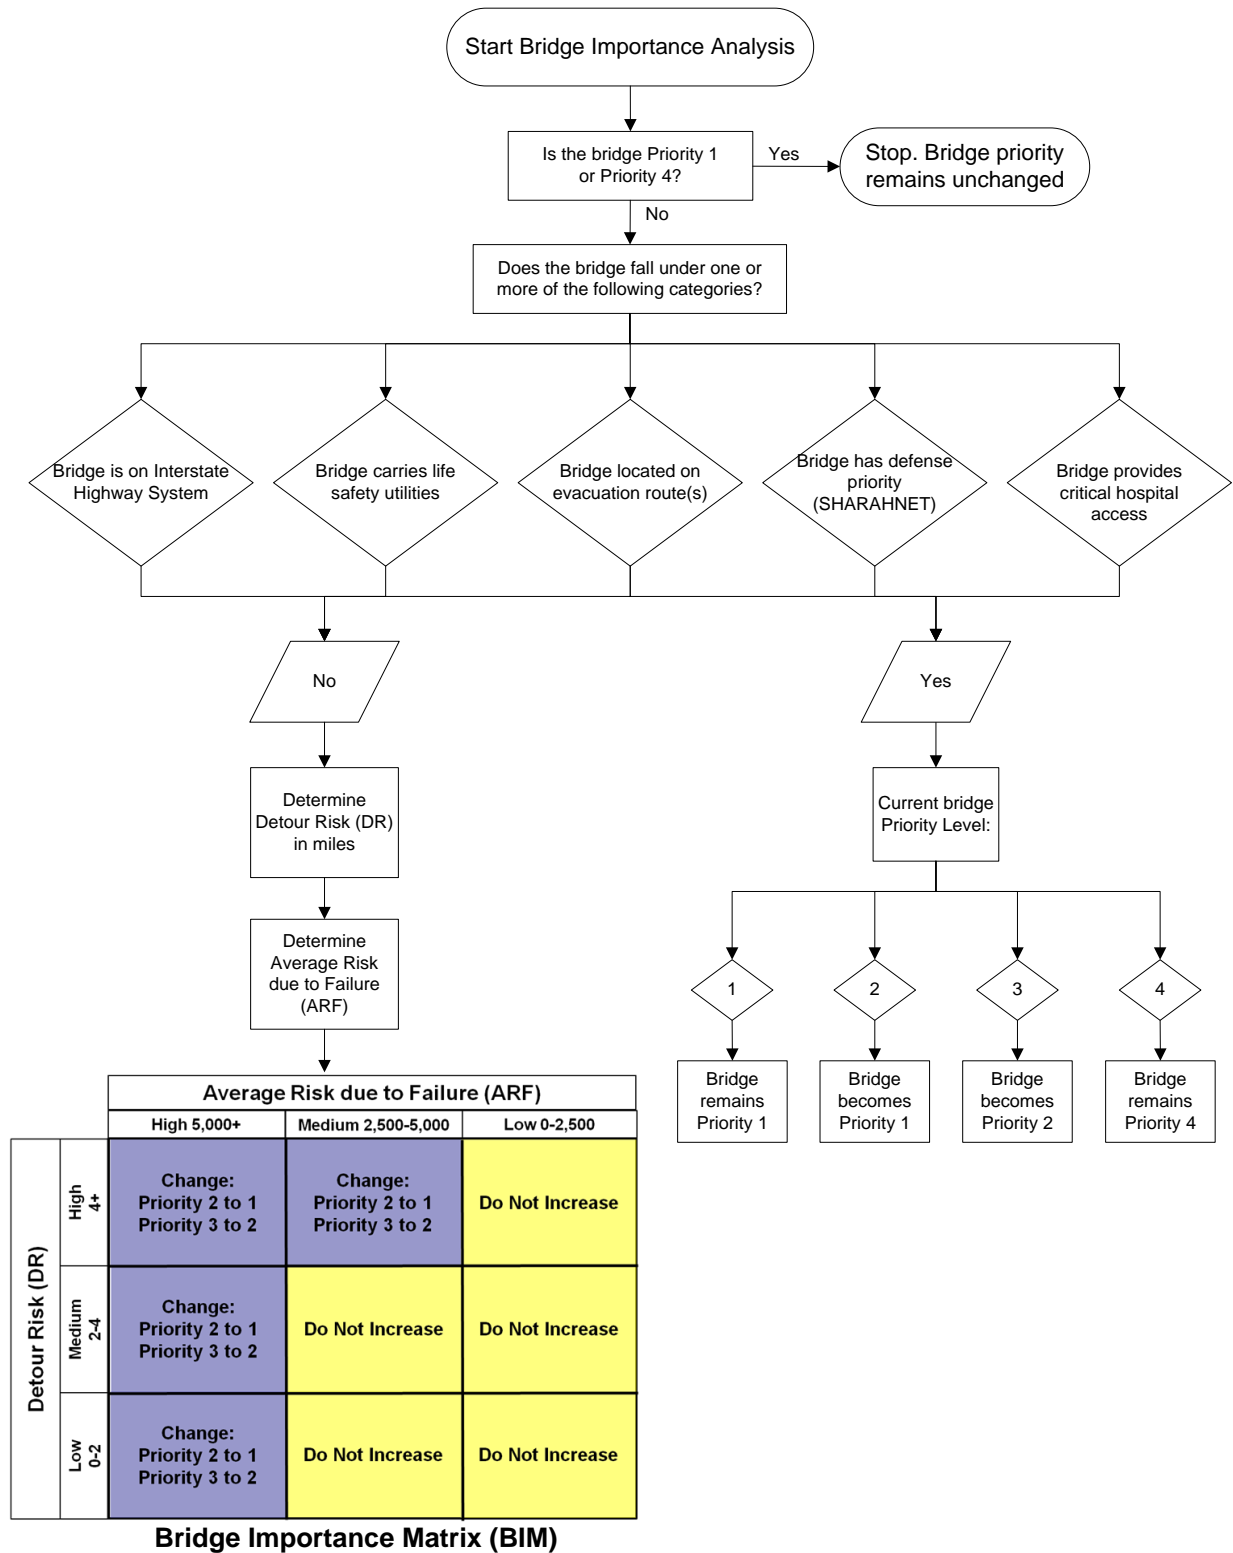 Start Bridge Importance Analysis
Is the bridge Priority 1
or Priority 4?
Yes
Stop. Bridge priority
remains unchanged
No
Does the bridge fall under one or
more of the following categories?
Bridge is on Interstate
Highway System
Bridge carries life
safety utilities
Bridge located on
evacuation route(s)
Bridge has defense
priority
(SHARAHNET)
Bridge provides
critical hospital
access
No
Yes
Determine
Detour Risk (DR)
in miles
Current bridge
Priority Level:
Determine
Average Risk
due to Failure
(ARF)
1
2
3
4
Bridge
remains
Priority 1
Bridge
becomes
Priority 1
Bridge
becomes
Priority 2
Bridge
remains
Priority 4
Average Risk due to Failure (ARF)
High 5,000+
Medium 2,500-5,000
Low 0-2,500
Detour Risk (DR)
High
4+
Change:
Priority 2 to 1
Priority 3 to 2
Change:
Priority 2 to 1
Priority 3 to 2
Do Not Increase
Medium
2-4
Change:
Priority 2 to 1
Priority 3 to 2
Do Not Increase
Do Not Increase
Low
0-2
Change:
Priority 2 to 1
Priority 3 to 2
Do Not Increase
Do Not Increase
Bridge Importance Matrix (BIM)